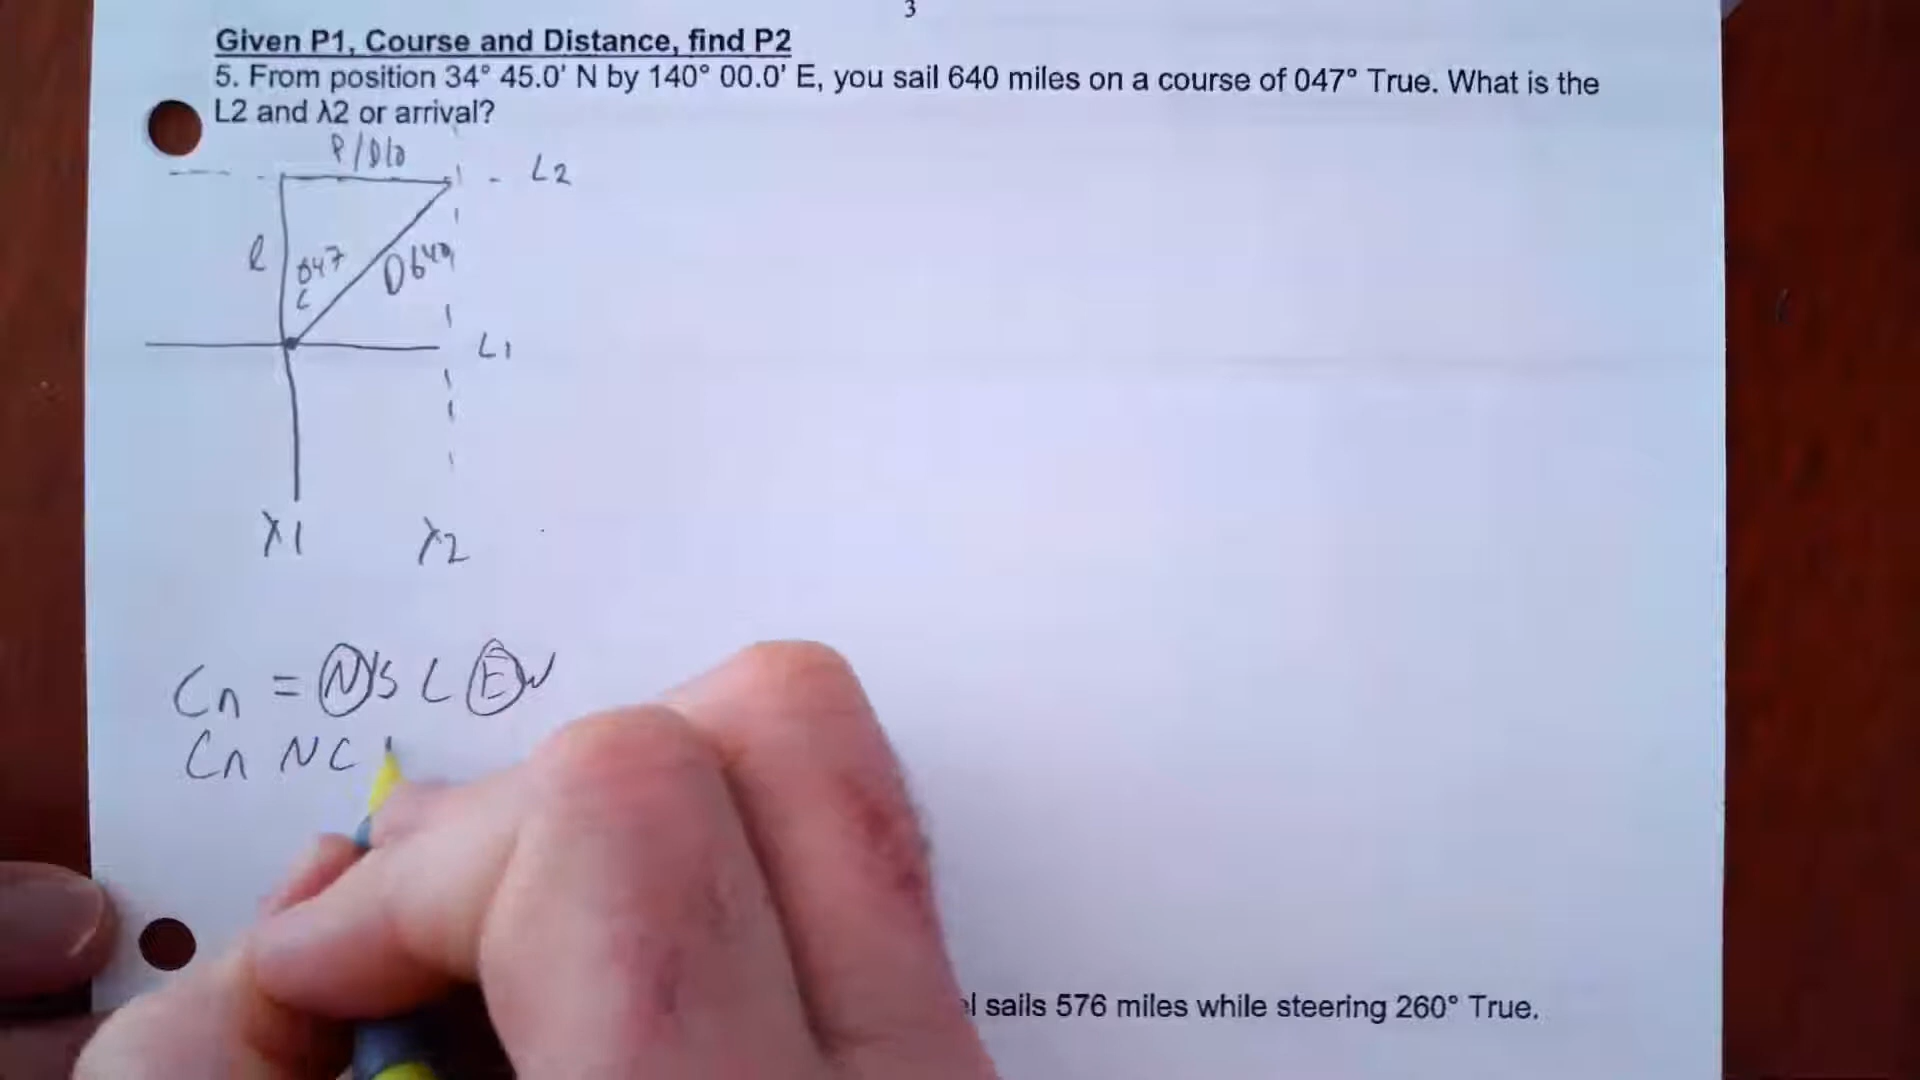 3
Given P1, Course and Distance, find P2
5. From position 34° 45.0' N by 140° 00.0' E, you sail 640 miles on a course of 047° True. What is the
L2 and λ2 or arrival?
P/Dlo
L2
l
047
C
D640
L1
λ1
λ2
Cn = N/S C E/W
Cn N C
l sails 576 miles while steering 260° True.